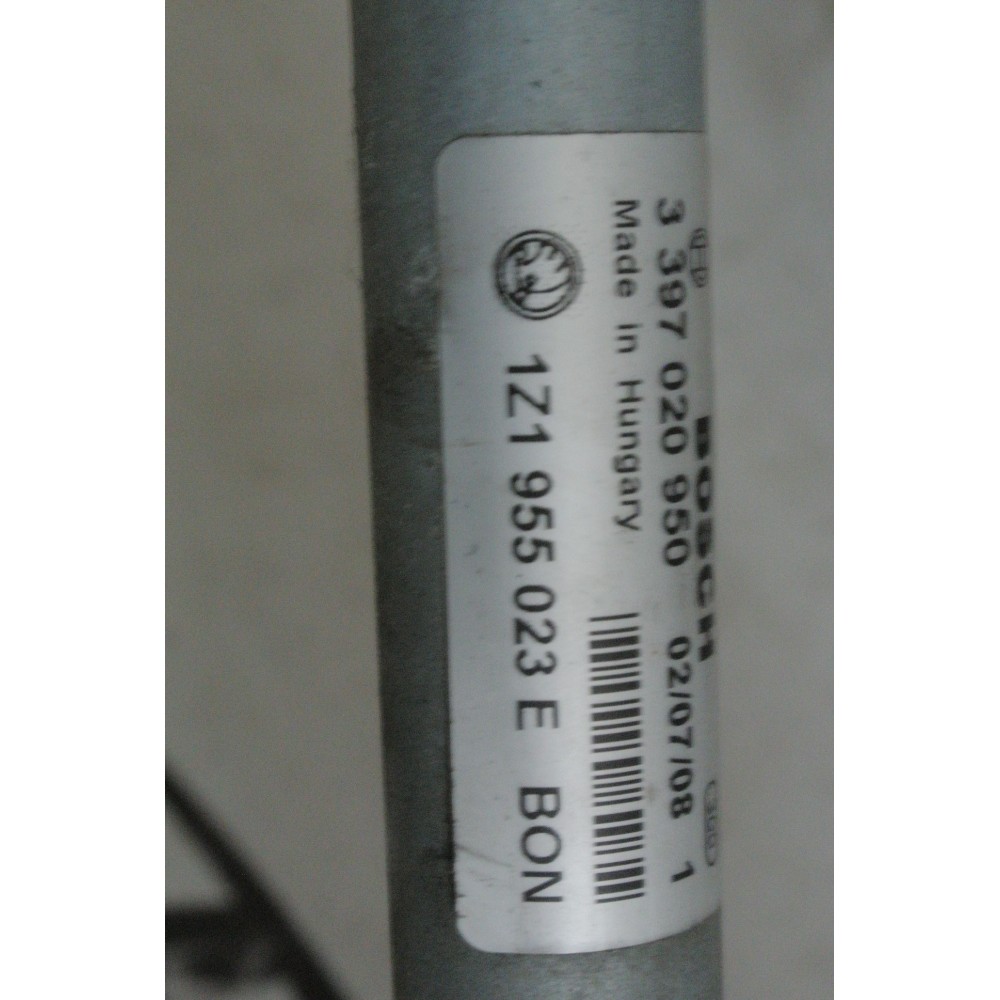 BOSCH
3 397 020 950 02/07/08 1
Made in Hungary
1Z1 955 023 E BON